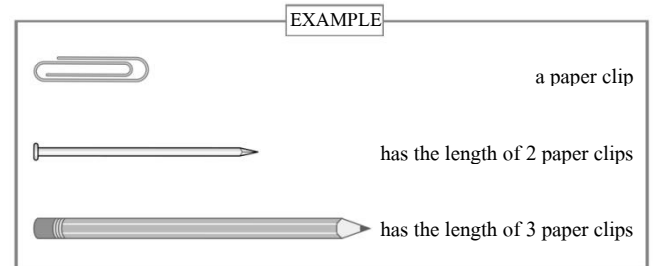 EXAMPLE
a paper clip
has the length of 2 paper clips
has the length of 3 paper clips